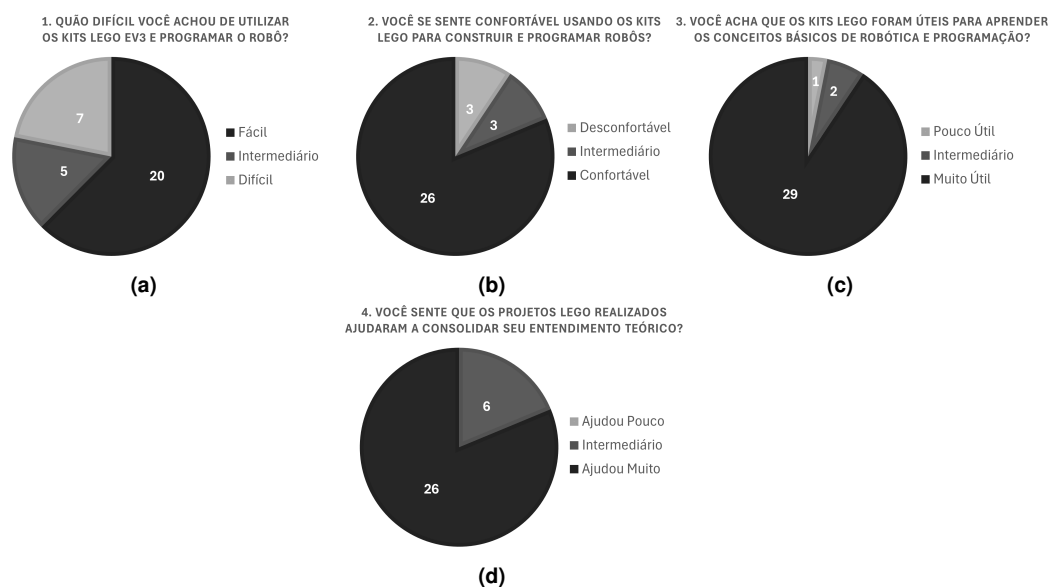 1. QUÃO DIFÍCIL VOCÊ ACHOU DE UTILIZAR
OS KITS LEGO EV3 E PROGRAMAR O ROBÔ?
7
5
20
Fácil
Intermediário
Difícil
(a)
2. VOCÊ SE SENTE CONFORTÁVEL USANDO OS KITS
LEGO PARA CONSTRUIR E PROGRAMAR ROBÔS?
3
3
26
Desconfortável
Intermediário
Confortável
(b)
3. VOCÊ ACHA QUE OS KITS LEGO FORAM ÚTEIS PARA APRENDER
OS CONCEITOS BÁSICOS DE ROBÓTICA E PROGRAMAÇÃO?
1
2
29
Pouco Útil
Intermediário
Muito Útil
(c)
4. VOCÊ SENTE QUE OS PROJETOS LEGO REALIZADOS
AJUDARAM A CONSOLIDAR SEU ENTENDIMENTO TEÓRICO?
6
26
Ajudou Pouco
Intermediário
Ajudou Muito
(d)